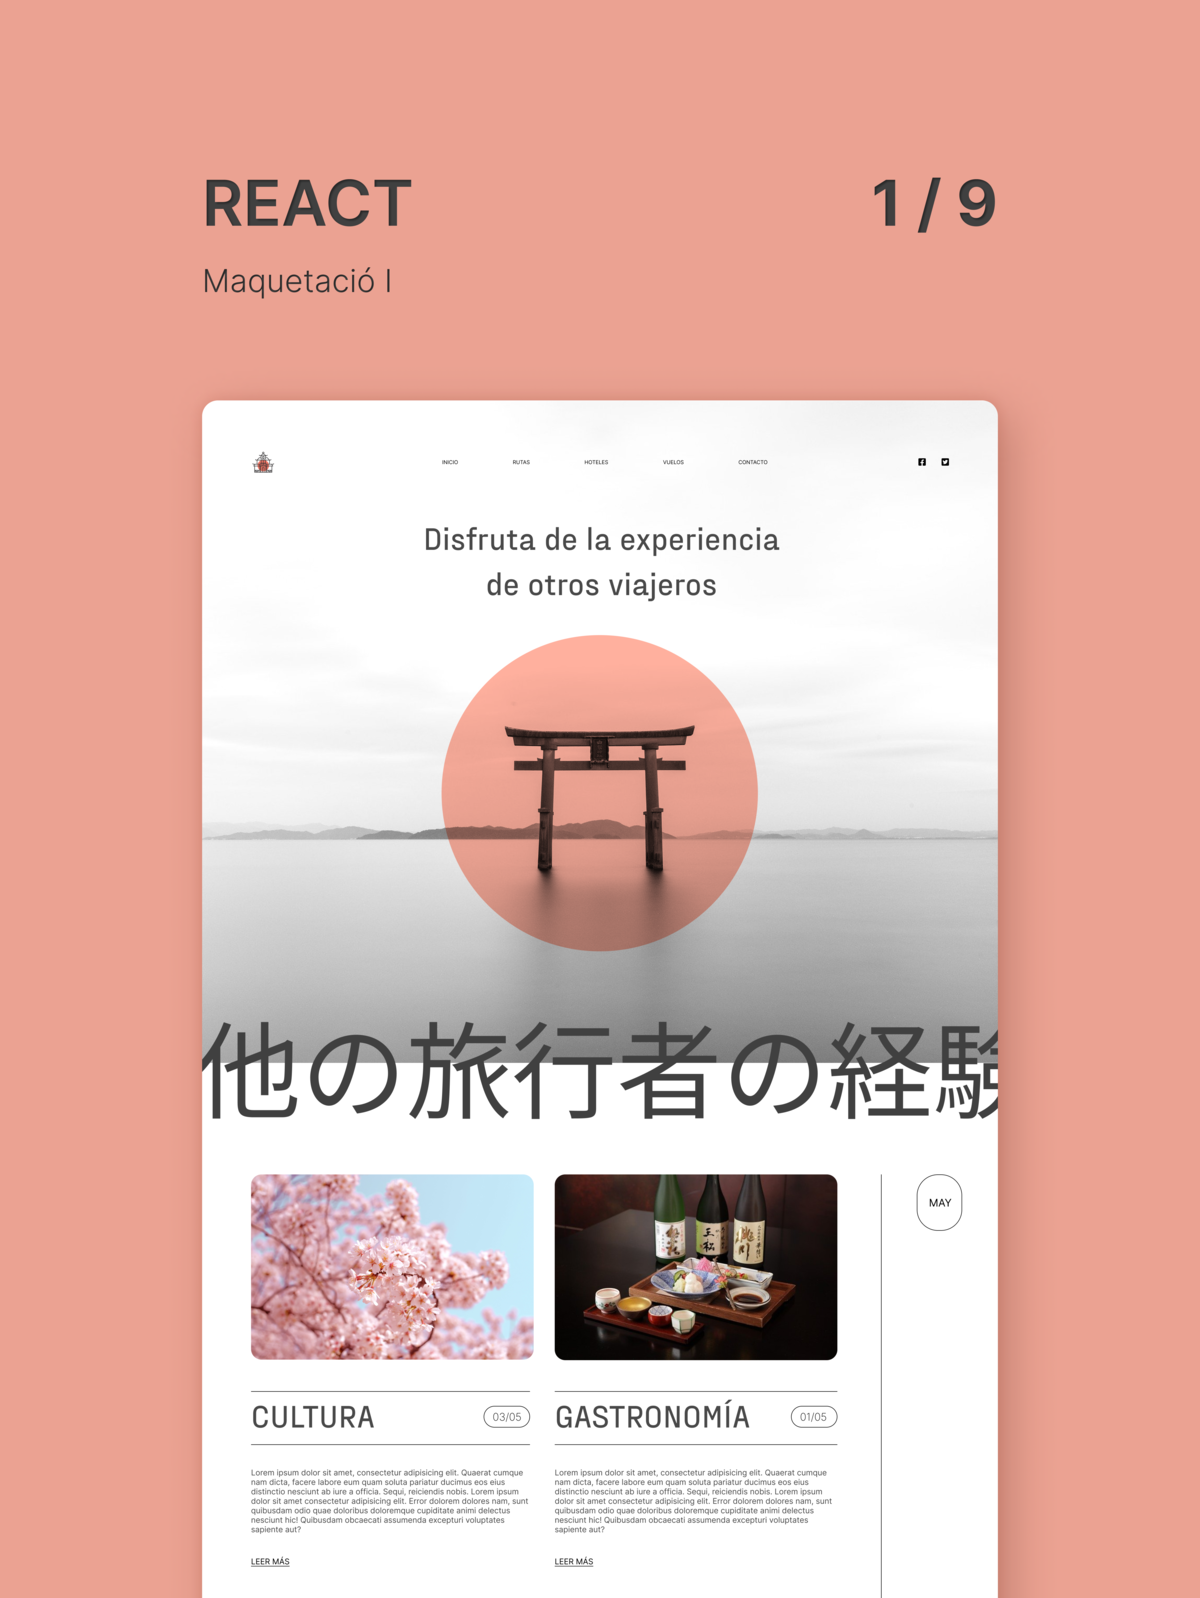 REACT
1 / 9
Maquetació I
INICIO RUTAS HOTELES VUELOS CONTACTO
Disfruta de la experiencia
de otros viajeros
他の旅行者の経験
MAY
CULTURA 03/05
Lorem ipsum dolor sit amet, consectetur adipisicing elit. Quaerat cumque
nam dicta, facere labore eum quam soluta pariatur ducimus eos eius
distinctio nesciunt ab iure a officia. Sequi, reiciendis nobis. Lorem ipsum
dolor sit amet consectetur adipisicing elit. Error dolorem dolores nam, sunt
quibusdam odio quae doloribus doloremque cupiditate animi delectus
nesciunt hic! Quibusdam obcaecati assumenda excepturi voluptates
sapiente aut?
LEER MÁS
GASTRONOMÍA 01/05
Lorem ipsum dolor sit amet, consectetur adipisicing elit. Quaerat cumque
nam dicta, facere labore eum quam soluta pariatur ducimus eos eius
distinctio nesciunt ab iure a officia. Sequi, reiciendis nobis. Lorem ipsum
dolor sit amet consectetur adipisicing elit. Error dolorem dolores nam, sunt
quibusdam odio quae doloribus doloremque cupiditate animi delectus
nesciunt hic! Quibusdam obcaecati assumenda excepturi voluptates
sapiente aut?
LEER MÁS